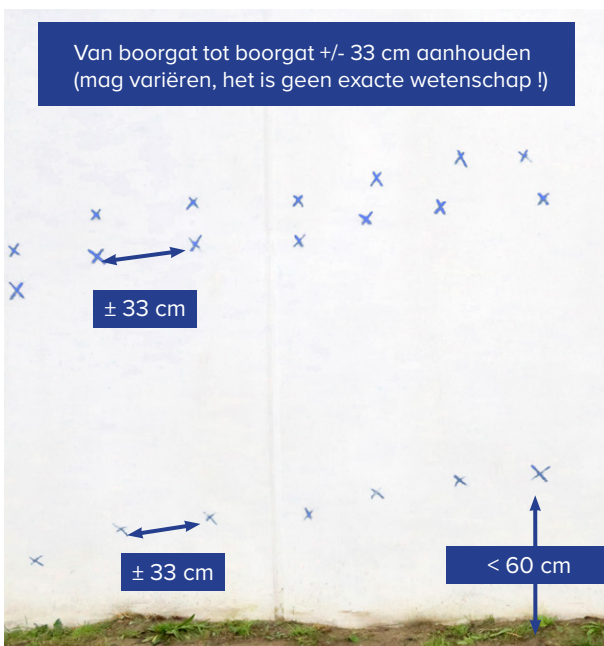 Van boorgat tot boorgat +/- 33 cm aanhouden
(mag variëren, het is geen exacte wetenschap !)
± 33 cm
± 33 cm
< 60 cm